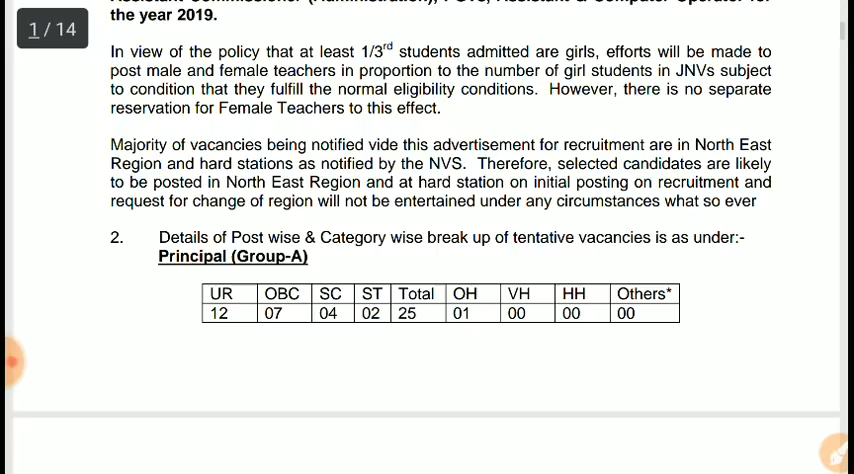 the year 2019.
1 / 14
In view of the policy that at least 1/3rd students admitted are girls, efforts will be made to
post male and female teachers in proportion to the number of girl students in JNVs subject
to condition that they fulfill the normal eligibility conditions. However, there is no separate
reservation for Female Teachers to this effect.
Majority of vacancies being notified vide this advertisement for recruitment are in North East
Region and hard stations as notified by the NVS. Therefore, selected candidates are likely
to be posted in North East Region and at hard station on initial posting on recruitment and
request for change of region will not be entertained under any circumstances what so ever
2. Details of Post wise & Category wise break up of tentative vacancies is as under:-
Principal (Group-A)
UR OBC SC ST Total OH VH HH Others*
12 07 04 02 25 01 00 00 00